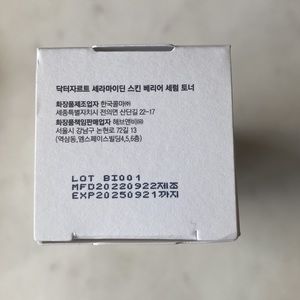 닥터자르트 세라마이딘 스킨 베리어 세럼 토너
화장품제조업자 한국콜마㈜
세종특별자치시 전의면 산단길 22-17
화장품책임판매업자 해브앤비㈜
서울시 강남구 논현로 72길 13
(역삼동,엠스페이스빌딩4,5,6층)
LOT BI001
MFD20220922제조
EXP20250921까지